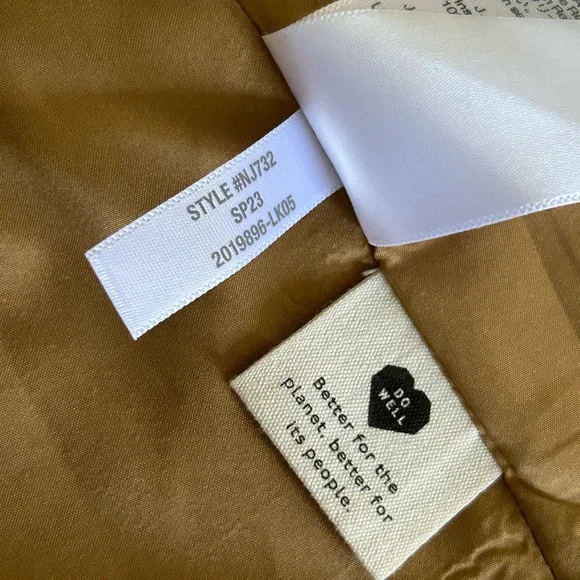 STYLE #NJ732
SP23
2019896-LK05
DO
WELL
Better for the
planet, better for
its people.